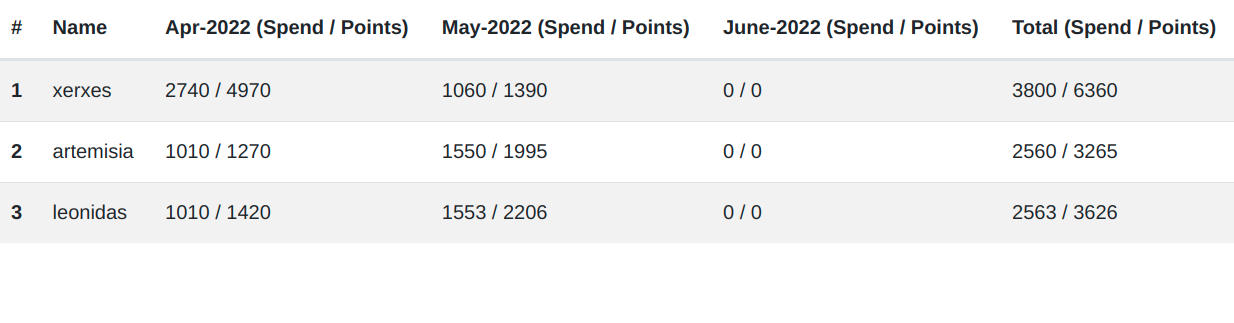 # Name Apr-2022 (Spend / Points) May-2022 (Spend / Points) June-2022 (Spend / Points) Total (Spend / Points)
1 xerxes 2740 / 4970 1060 / 1390 0 / 0 3800 / 6360
2 artemisia 1010 / 1270 1550 / 1995 0 / 0 2560 / 3265
3 leonidas 1010 / 1420 1553 / 2206 0 / 0 2563 / 3626